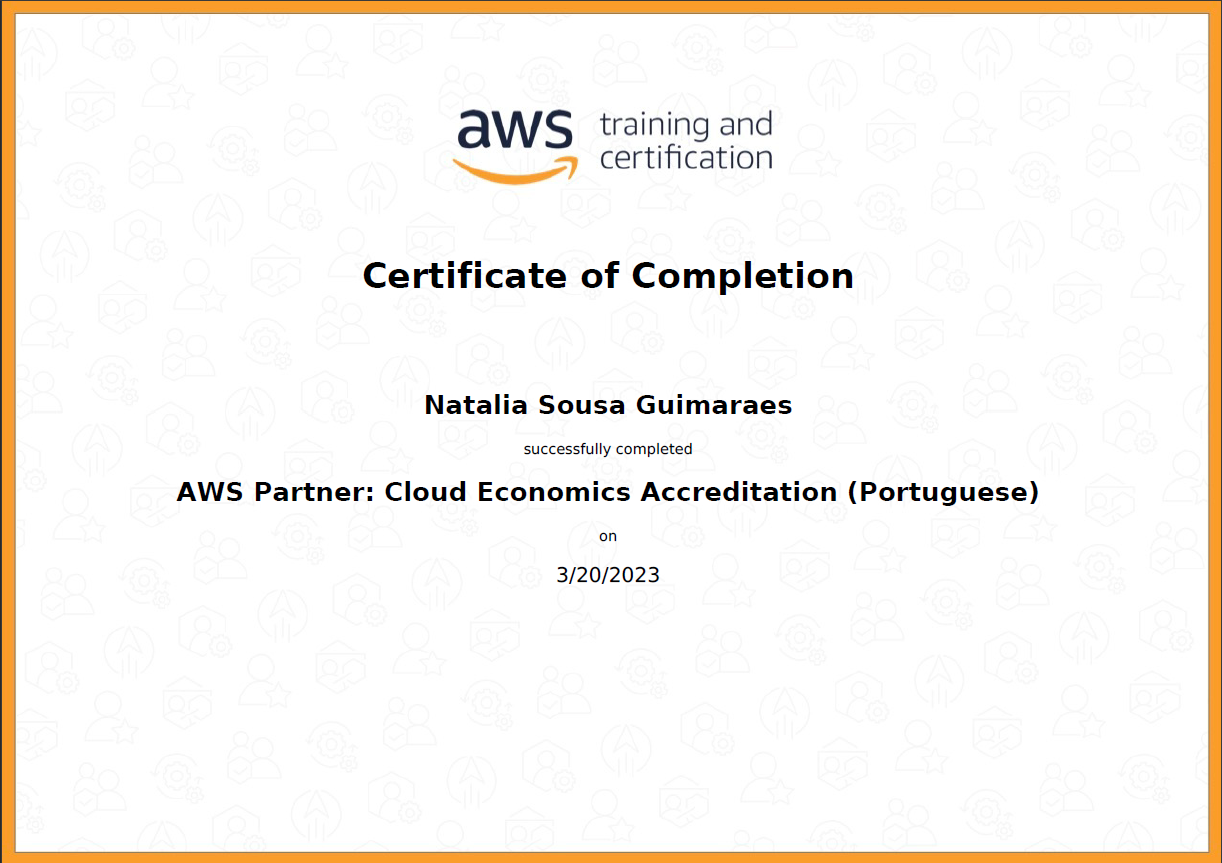 aws training and
certification
Certificate of Completion
Natalia Sousa Guimaraes
successfully completed
AWS Partner: Cloud Economics Accreditation (Portuguese)
on
3/20/2023